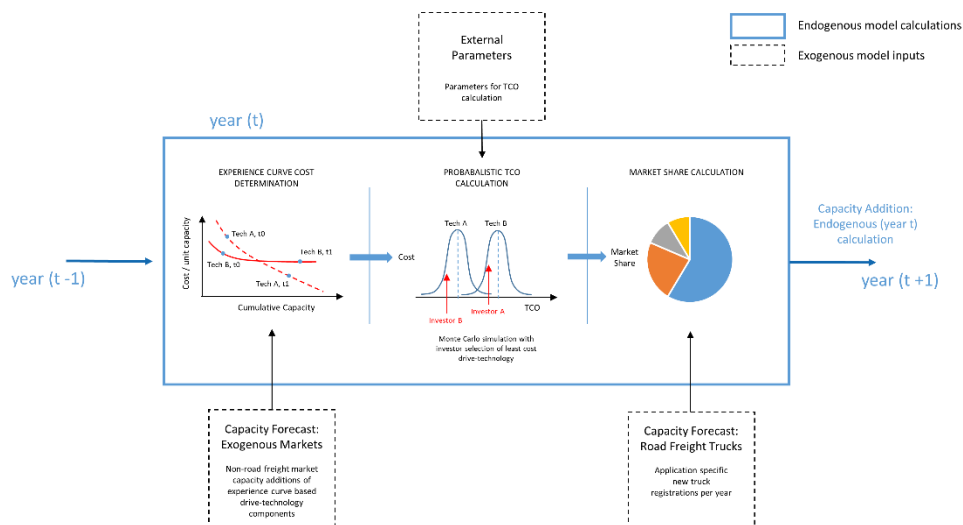 External
Parameters
Parameters for TCO
calculation
Endogenous model calculations
Exogenous model inputs
year (t)
EXPERIENCE CURVE COST
DETERMINATION
PROBABALISTIC TCO
CALCULATION
MARKET SHARE CALCULATION
Cost / unit capacity
Tech A, t0
Tech B, t0
Tech B, t1
Tech A, t1
Cumulative Capacity
Cost
Tech A
Tech B
Investor B
Investor A
TCO
Monte Carlo simulation with
investor selection of least cost
drive-technology
Market
Share
year (t -1)
Capacity Addition:
Endogenous (year t)
calculation
year (t +1)
Capacity Forecast:
Exogenous Markets
Non-road freight market
capacity additions of
experience curve based
drive-technology
components
Capacity Forecast:
Road Freight Trucks
Application specific
new truck
registrations per year